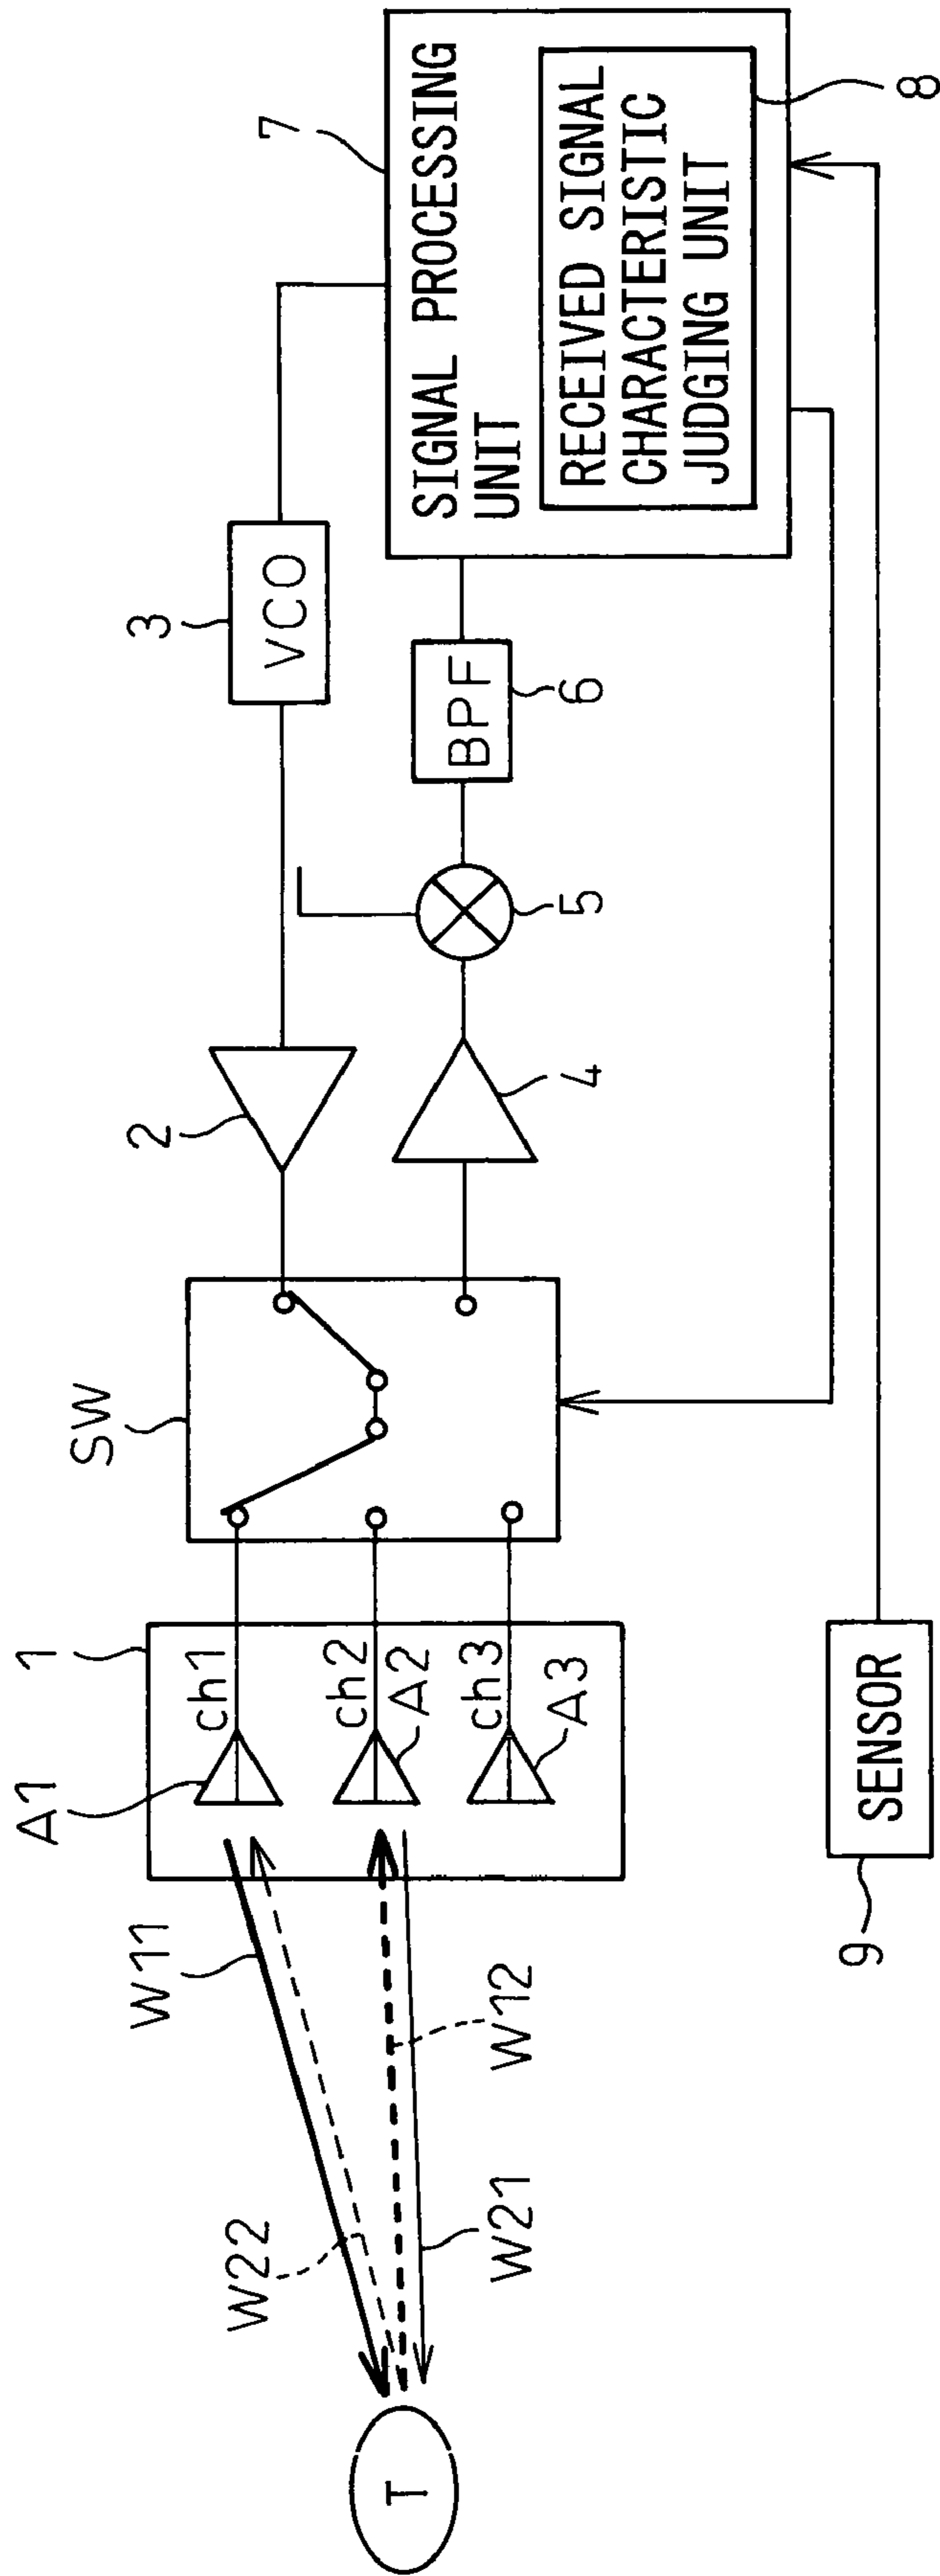 T
W11
W22
W12
W21
A1
1
ch1
ch2
A2
ch3
A3
SW
2
3
VCO
4
5
BPF
6
7
SIGNAL PROCESSING
UNIT
RECEIVED SIGNAL
CHARACTERISTIC
JUDGING UNIT
8
SENSOR
9